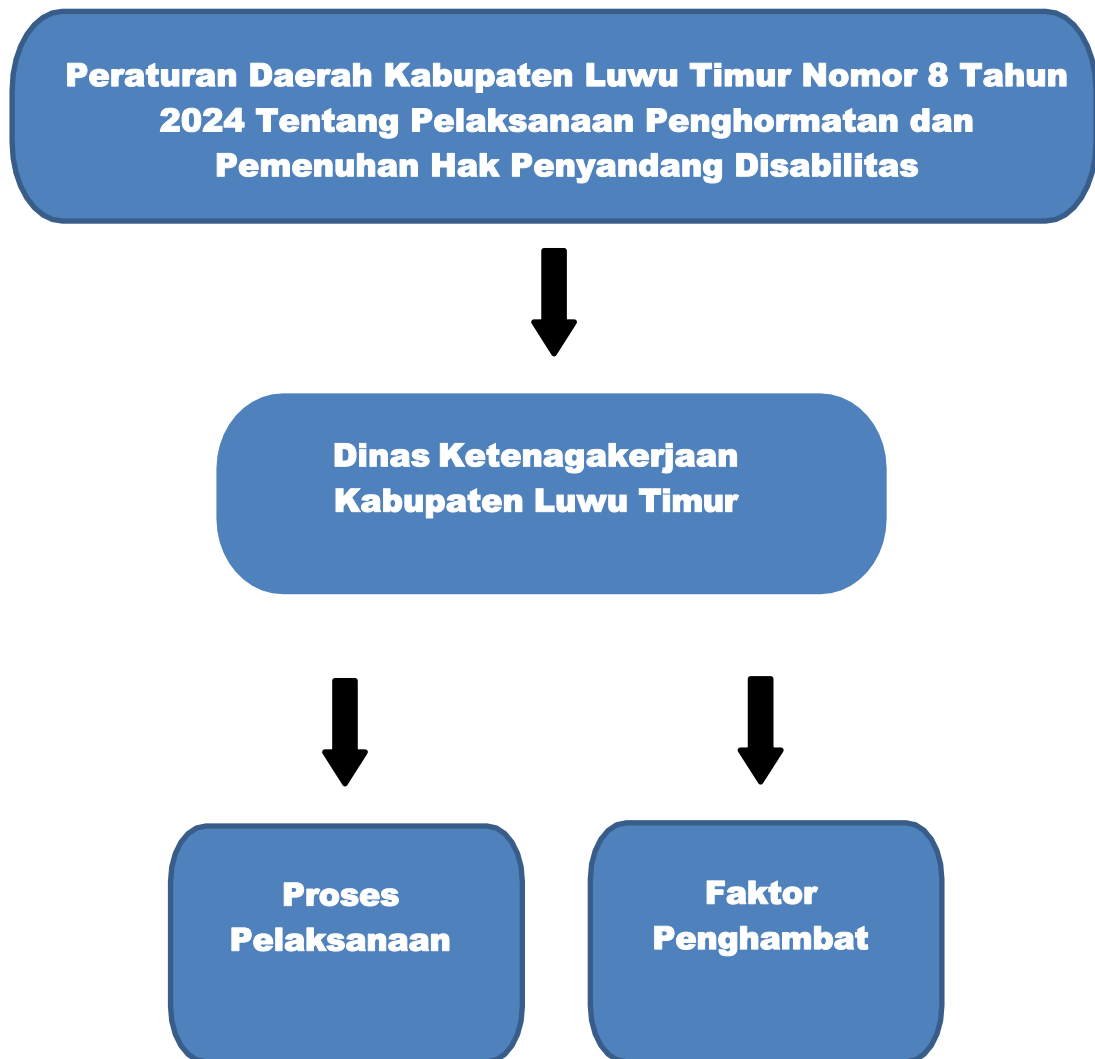 Peraturan Daerah Kabupaten Luwu Timur Nomor 8 Tahun
2024 Tentang Pelaksanaan Penghormatan dan
Pemenuhan Hak Penyandang Disabilitas
Dinas Ketenagakerjaan
Kabupaten Luwu Timur
Proses
Pelaksanaan
Faktor
Penghambat